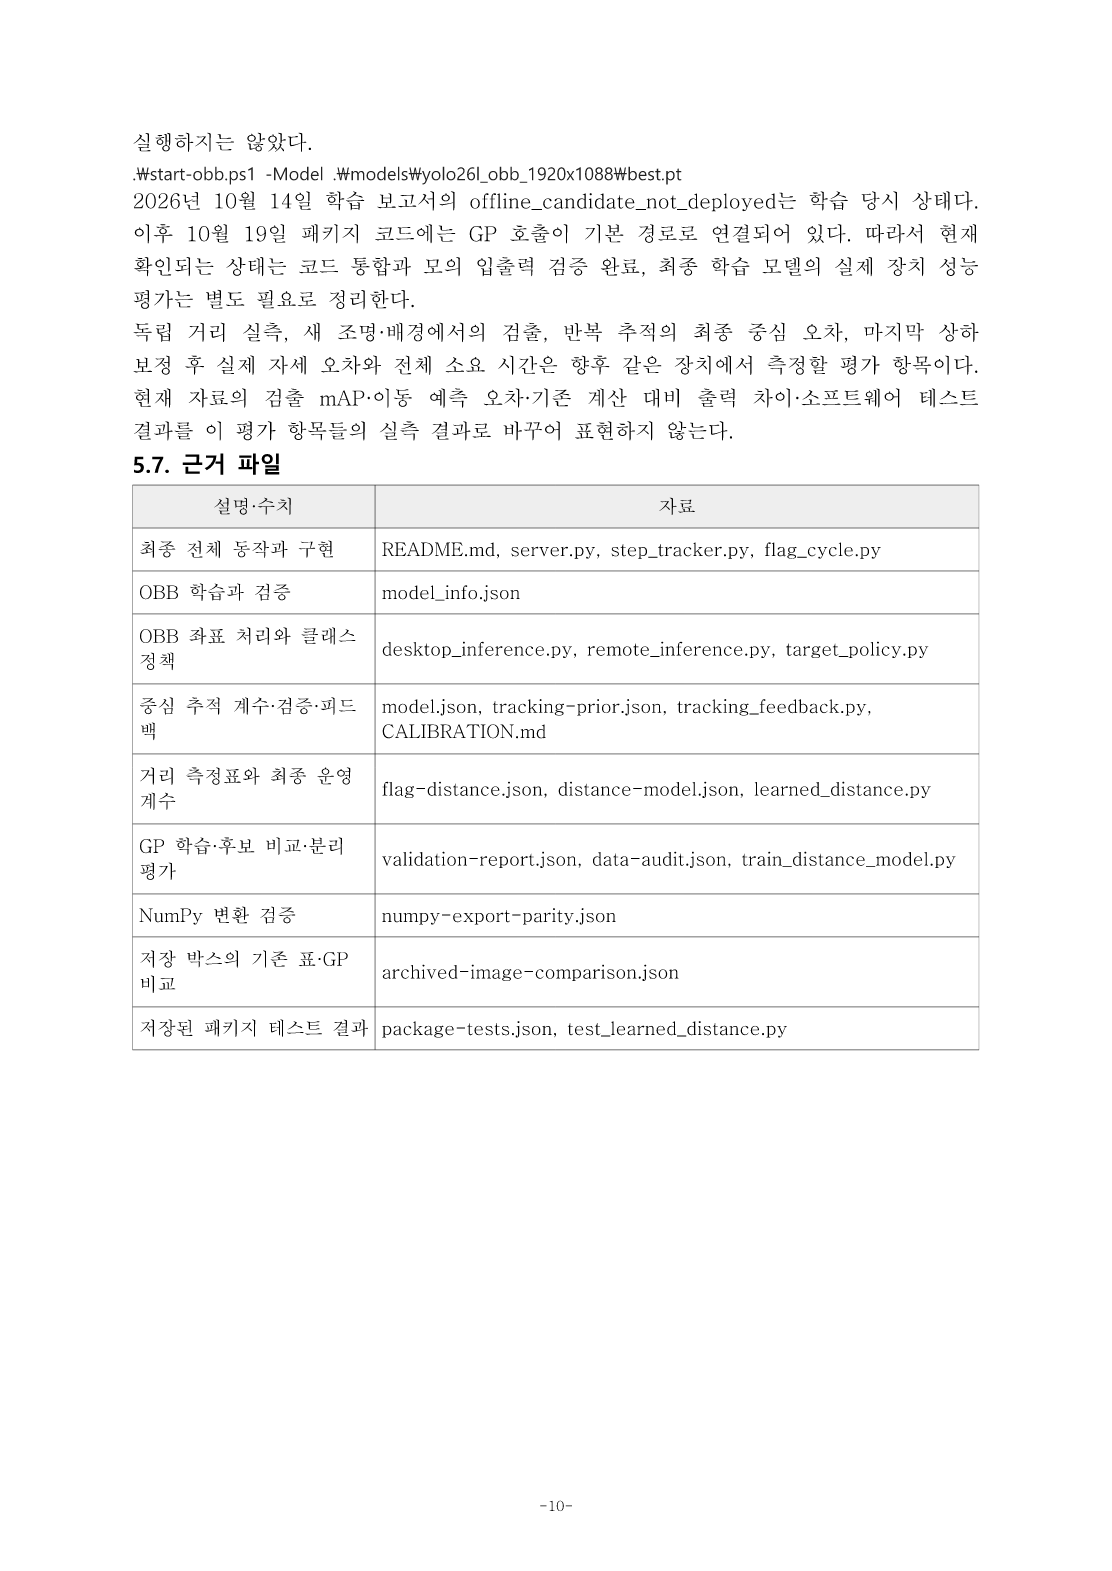 실행하지는 않았다.
.₩start-obb.ps1 -Model .₩models₩yolo26l_obb_1920x1088₩best.pt
2026년 10월 14일 학습 보고서의 offline_candidate_not_deployed는 학습 당시 상태다.
이후 10월 19일 패키지 코드에는 GP 호출이 기본 경로로 연결되어 있다. 따라서 현재
확인되는 상태는 코드 통합과 모의 입출력 검증 완료, 최종 학습 모델의 실제 장치 성능
평가는 별도 필요로 정리한다.
독립 거리 실측, 새 조명·배경에서의 검출, 반복 추적의 최종 중심 오차, 마지막 상하
보정 후 실제 자세 오차와 전체 소요 시간은 향후 같은 장치에서 측정할 평가 항목이다.
현재 자료의 검출 mAP·이동 예측 오차·기존 계산 대비 출력 차이·소프트웨어 테스트
결과를 이 평가 항목들의 실측 결과로 바꾸어 표현하지 않는다.
5.7. 근거 파일
설명·수치 자료
최종 전체 동작과 구현 README.md, server.py, step_tracker.py, flag_cycle.py
OBB 학습과 검증 model_info.json
OBB 좌표 처리와 클래스
정책
desktop_inference.py, remote_inference.py, target_policy.py
중심 추적 계수·검증·피드
백
model.json, tracking-prior.json, tracking_feedback.py,
CALIBRATION.md
거리 측정표와 최종 운영
계수
flag-distance.json, distance-model.json, learned_distance.py
GP 학습·후보 비교·분리
평가
validation-report.json, data-audit.json, train_distance_model.py
NumPy 변환 검증 numpy-export-parity.json
저장 박스의 기존 표·GP
비교
archived-image-comparison.json
저장된 패키지 테스트 결과 package-tests.json, test_learned_distance.py
-10-